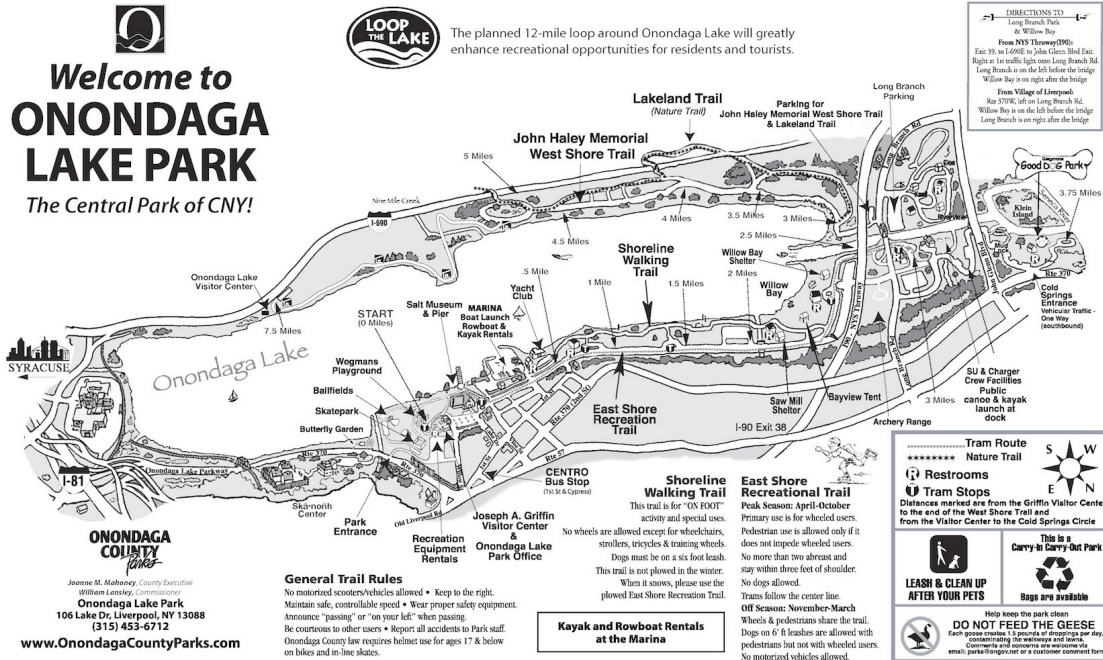 Welcome to
ONONDAGA
LAKE PARK
The Central Park of CNY!
LOOP
THE LAKE
The planned 12-mile loop around Onondaga Lake will greatly
enhance recreational opportunities for residents and tourists.
DIRECTIONS TO
Long Branch Park
& Willow Bay
From NYS Thruway(I90):
Exit 39, to I-690E to John Glenn Blvd Exit.
Right at 1st traffic light onto Long Branch Rd.
Long Branch is on the left before the bridge
Willow Bay is on right after the bridge
From Village of Liverpool:
Rte 370W, left on Long Branch Rd.
Willow Bay is on the left before the bridge
Long Branch is on right after the bridge
Long Branch
Parking
Lakeland Trail
(Nature Trail)
Parking for
John Haley Memorial West Shore Trail
& Lakeland Trail
John Haley Memorial
West Shore Trail
5 Miles
Long Branch Rd
Good DOG Park
3.75 Miles
Klein
Island
Riverview
Mud
Lock
Rte 370
John Glenn Blvd
Nine Mile Creek
I-690
4.5 Miles
4 Miles
3.5 Miles
3 Miles
2.5 Miles
Shoreline
Walking
Trail
Willow Bay
Shelter
2 Miles
Willow
Bay
Cold
Springs
Entrance
Vehicular Traffic -
One Way
(southbound)
Onondaga Lake
Visitor Center
7.5 Miles
SYRACUSE
Onondaga Lake
START
(0 Miles)
Salt Museum
& Pier
MARINA
Boat Launch
Rowboat &
Kayak Rentals
Yacht
Club
.5 Mile
1 Mile
1.5 Miles
I-90 - NYS Thruway
Long Branch Rd
Wegmans
Playground
Ballfields
Skatepark
Butterfly Garden
Rte 370 (2nd St)
Rte 57
East Shore
Recreation
Trail
I-90 Exit 38
Saw Mill
Shelter
Bayview Tent
Archery Range
3 Miles
SU & Charger
Crew Facilities
Public
canoe & kayak
launch at
dock
I-81
Onondaga Lake Parkway
Rte 370
Ska-noñh
Center
Park
Entrance
Old Liverpool Rd
Recreation
Equipment
Rentals
Joseph A. Griffin
Visitor Center
&
Onondaga Lake
Park Office
CENTRO
Bus Stop
(1st St & Cypress)
ONONDAGA
COUNTY
Parks
Joanne M. Mahoney, County Executive
William Lansley, Commissioner
Onondaga Lake Park
106 Lake Dr, Liverpool, NY 13088
(315) 453-6712
www.OnondagaCountyParks.com
General Trail Rules
No motorized scooters/vehicles allowed • Keep to the right.
Maintain safe, controllable speed • Wear proper safety equipment.
Announce “passing” or “on your left” when passing.
Be courteous to other users • Report all accidents to Park staff.
Onondaga County law requires helmet use for ages 17 & below
on bikes and in-line skates.
Shoreline
Walking Trail
This trail is for “ON FOOT”
activity and special uses.
No wheels are allowed except for wheelchairs,
strollers, tricycles & training wheels.
Dogs must be on a six foot leash.
This trail is not plowed in the winter.
When it snows, please use the
plowed East Shore Recreation Trail.
Kayak and Rowboat Rentals
at the Marina
East Shore
Recreational Trail
Peak Season: April-October
Primary use is for wheeled users.
Pedestrian use is allowed only if it
does not impede wheeled users.
No more than two abreast and
stay within three feet of shoulder.
No dogs allowed.
Trams follow the center line.
Off Season: November-March
Wheels & pedestrians share the trail.
Dogs on 6' ft leashes are allowed with
pedestrians but not with wheeled users.
No motorized vehicles allowed.
Tram Route
Nature Trail
R Restrooms
T Tram Stops
S W
E N
Distances marked are from the Griffin Visitor Cente
to the end of the West Shore Trail and
from the Visitor Center to the Cold Springs Circle
LEASH & CLEAN UP
AFTER YOUR PETS
This is a
Carry-In Carry-Out Park
Bags are available
Help keep the park clean
DO NOT FEED THE GEESE
Each goose creates 1.5 pounds of droppings per day,
contaminating the walkways and lawns.
Comments and concerns are welcome via
email: parks@ongov.net or a customer comment form